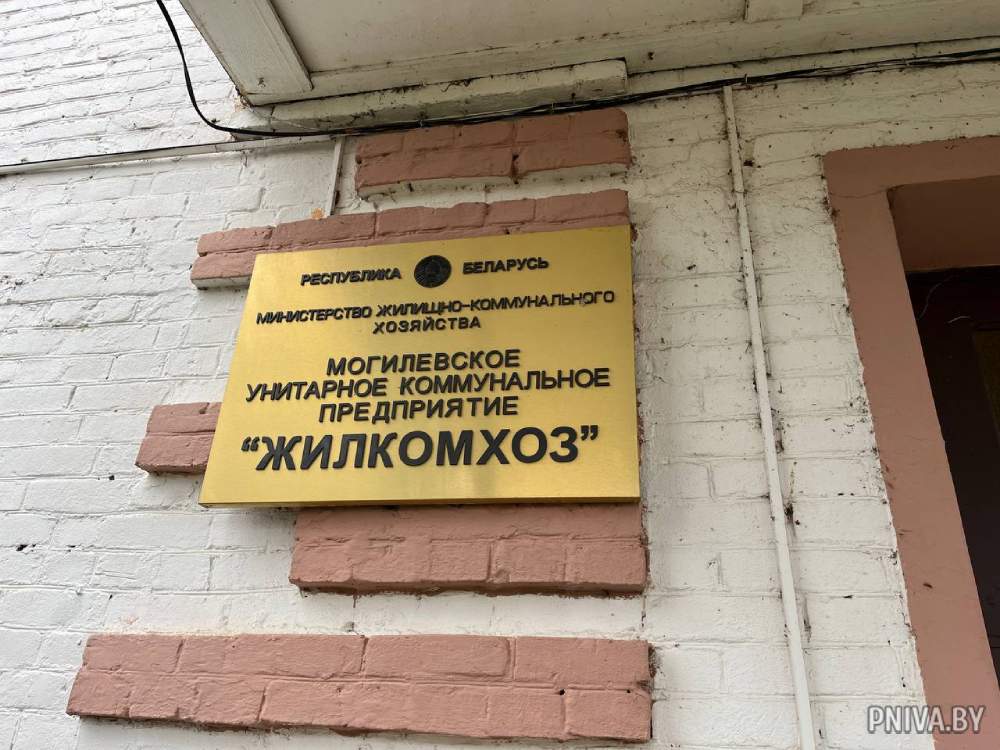 РЕСПУБЛИКА БЕЛАРУСЬ
МИНИСТЕРСТВО ЖИЛИЩНО-КОММУНАЛЬНОГО
ХОЗЯЙСТВА
МОГИЛЕВСКОЕ
УНИТАРНОЕ КОММУНАЛЬНОЕ
ПРЕДПРИЯТИЕ
“ЖИЛКОМХОЗ”
PNIVA.BY